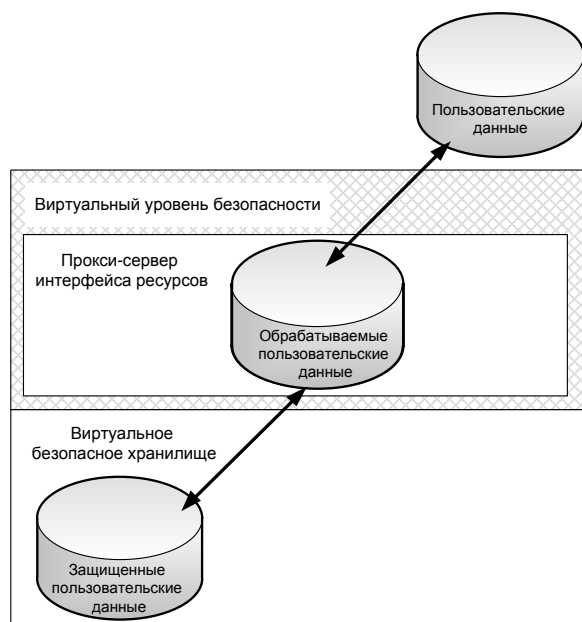 Пользовательские
данные
Виртуальный уровень безопасности
Прокси-сервер
интерфейса ресурсов
Обрабатываемые
пользовательские
данные
Виртуальное
безопасное хранилище
Защищенные
пользовательские
данные